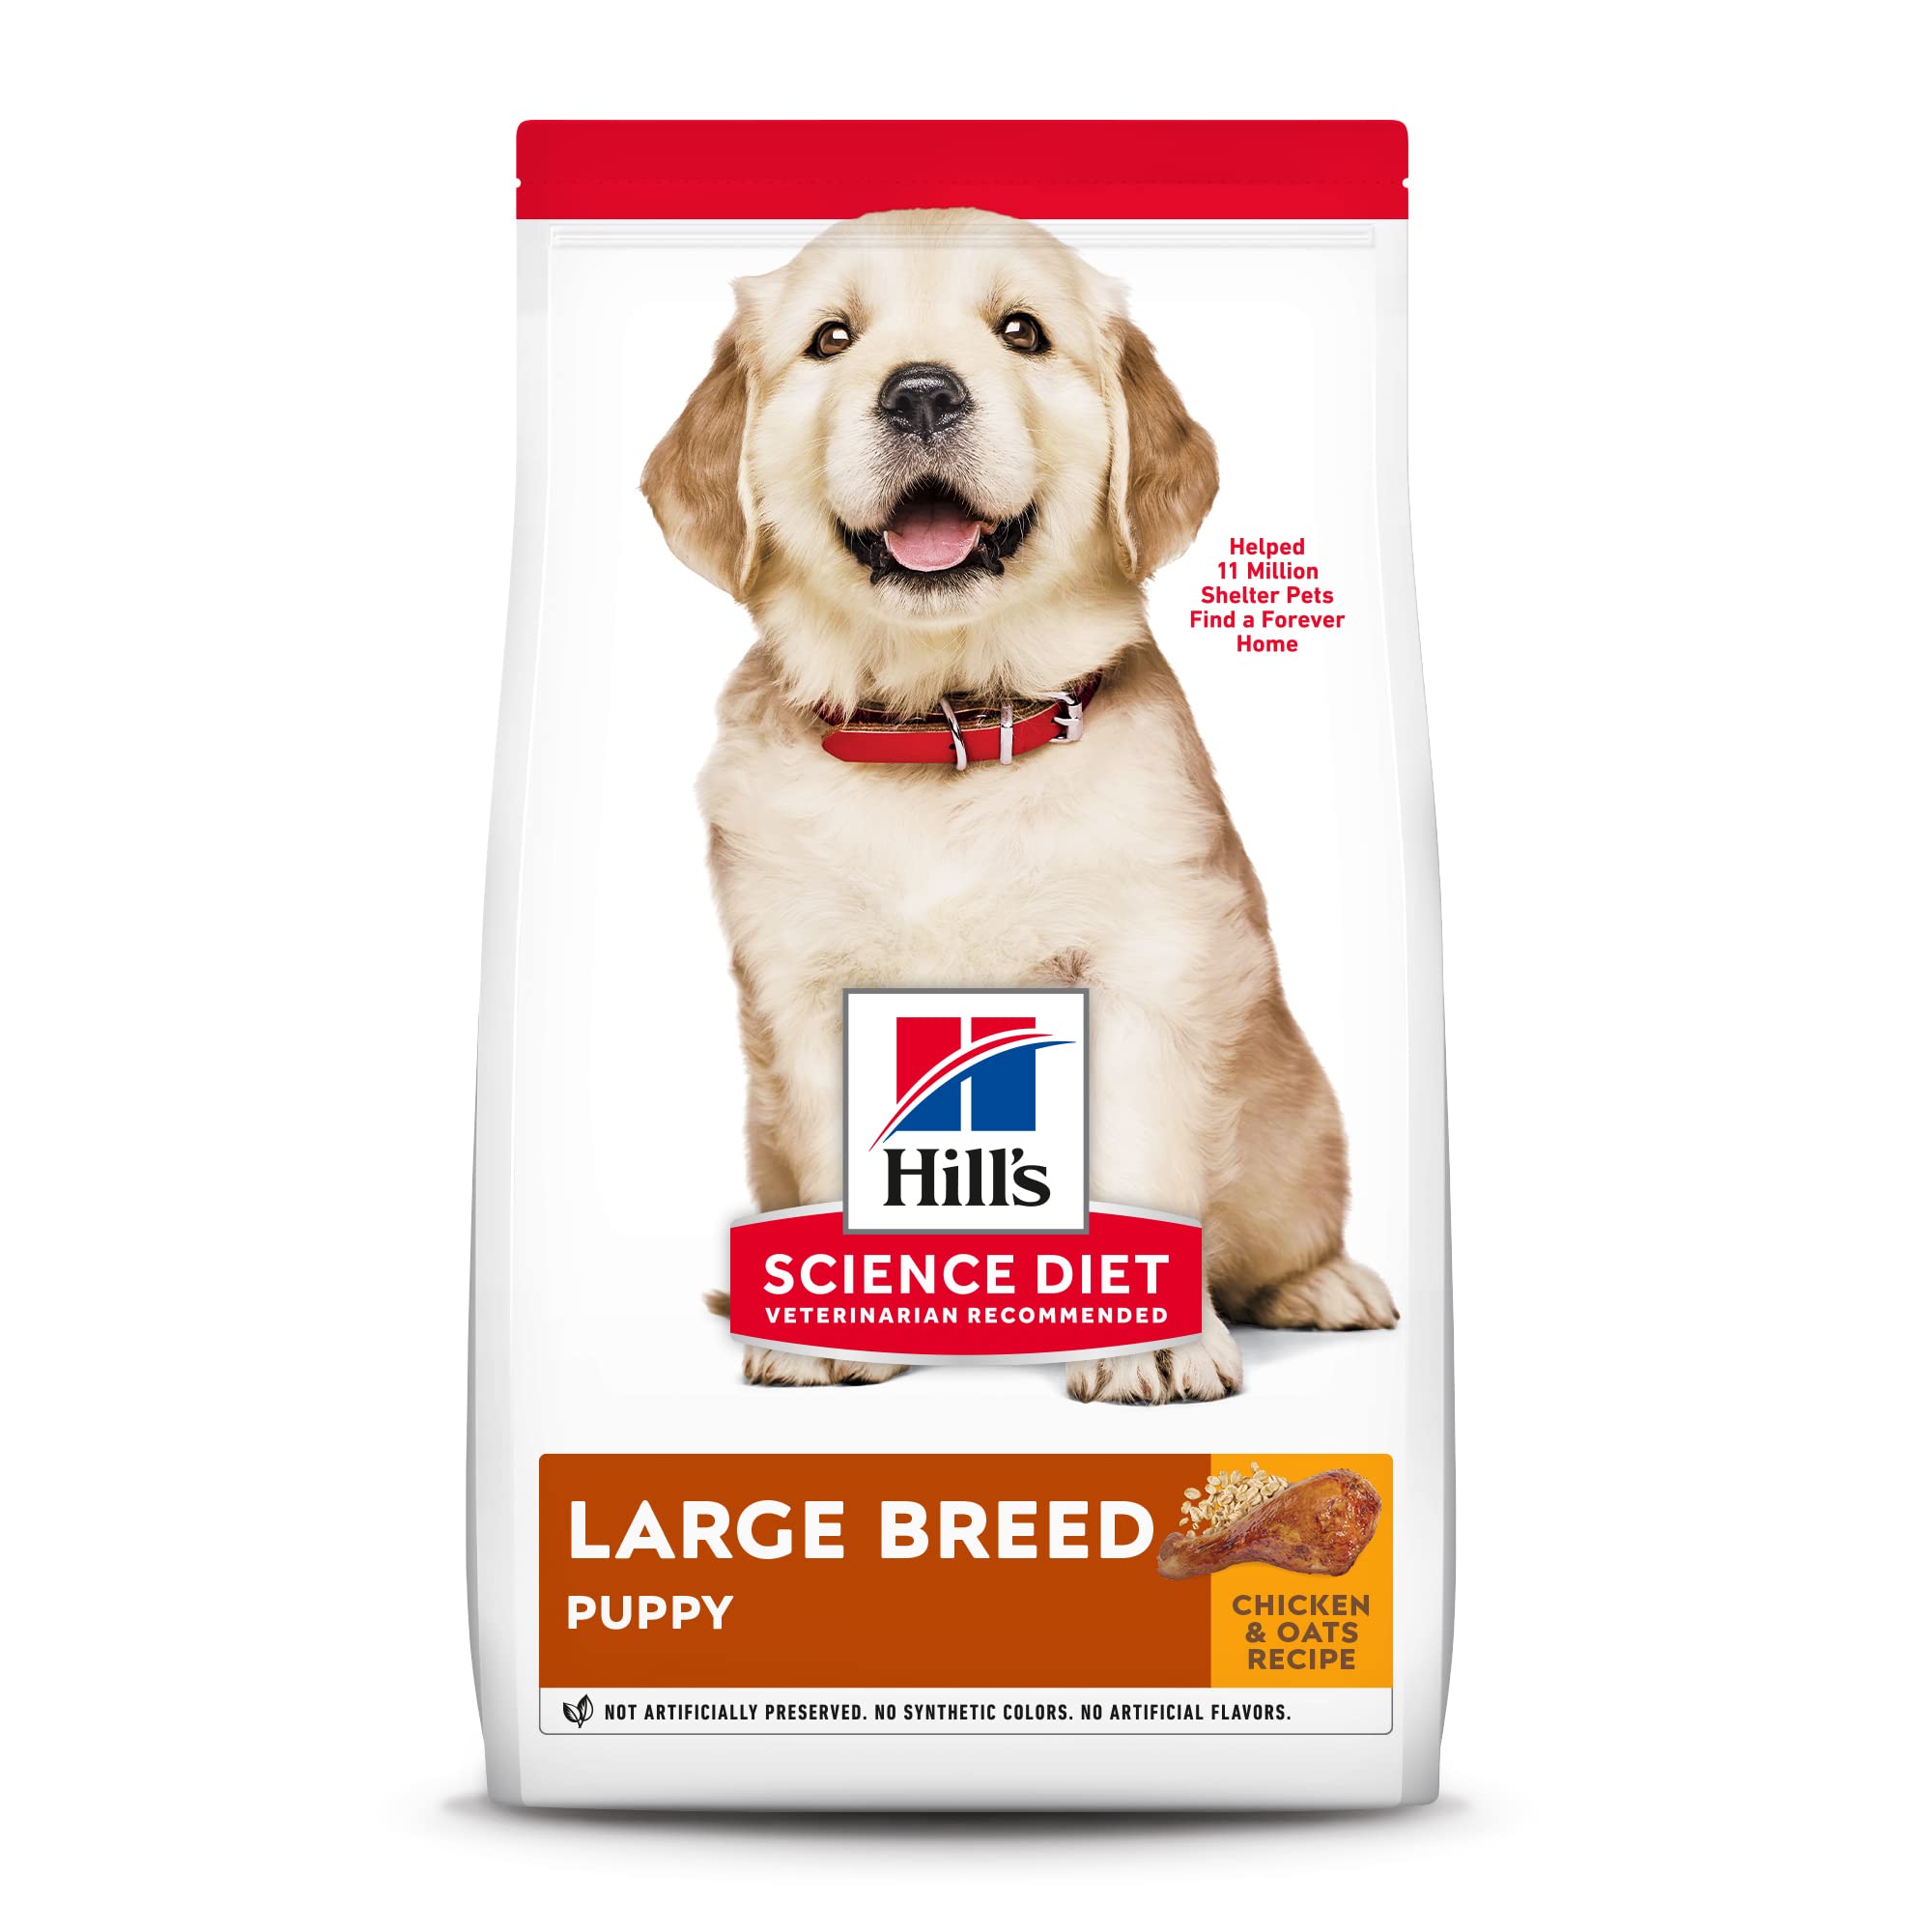 Helped
11 Million
Shelter Pets
Find a Forever
Home
Hill's
SCIENCE DIET
VETERINARIAN RECOMMENDED
LARGE BREED
PUPPY
CHICKEN
& OATS
RECIPE
NOT ARTIFICIALLY PRESERVED. NO SYNTHETIC COLORS. NO ARTIFICIAL FLAVORS.